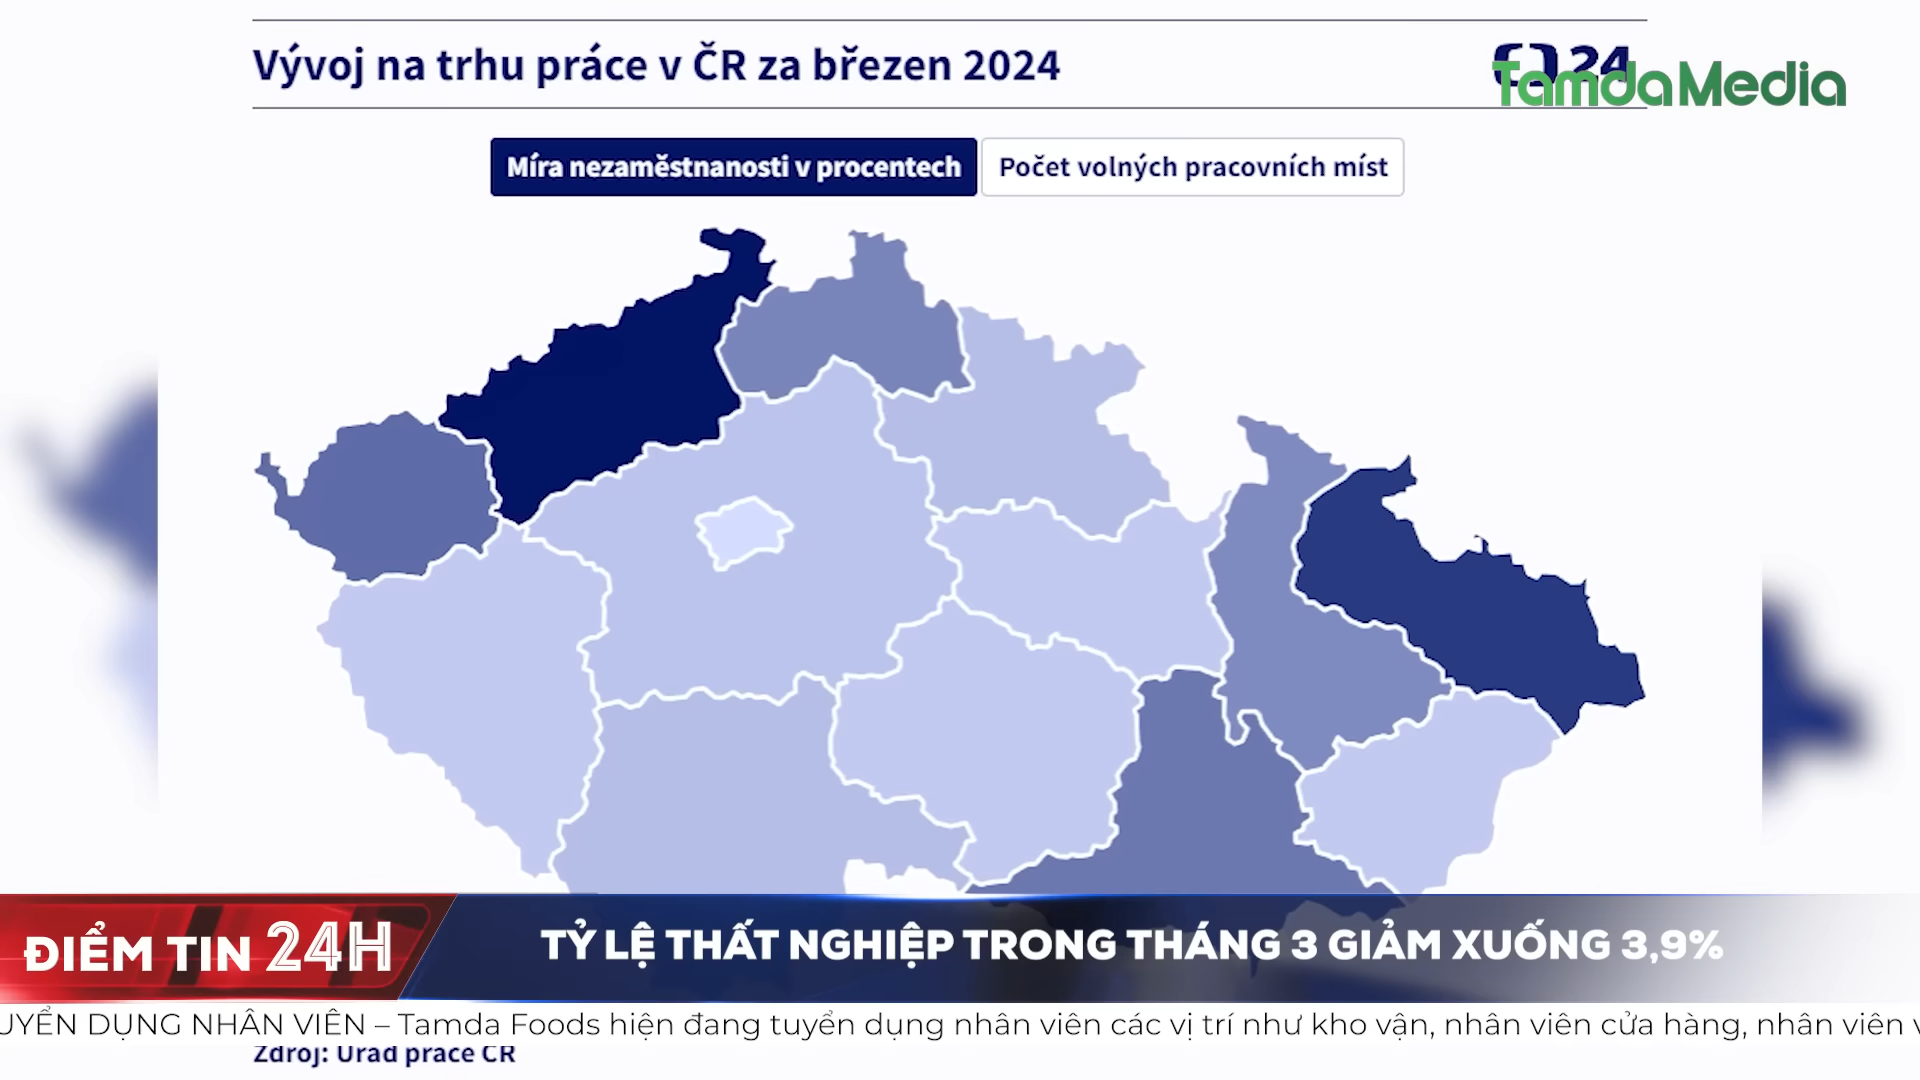 Vývoj na trhu práce v ČR za březen 2024
24
TamdaMedia
Míra nezaměstnanosti v procentech
Počet volných pracovních míst
ĐIỂM TIN 24H
TỶ LỆ THẤT NGHIỆP TRONG THÁNG 3 GIẢM XUỐNG 3,9%
UYỂN DỤNG NHÂN VIÊN – Tamda Foods hiện đang tuyển dụng nhân viên các vị trí như kho vận, nhân viên cửa hàng, nhân viên v
Zdroj: Úřad práce ČR